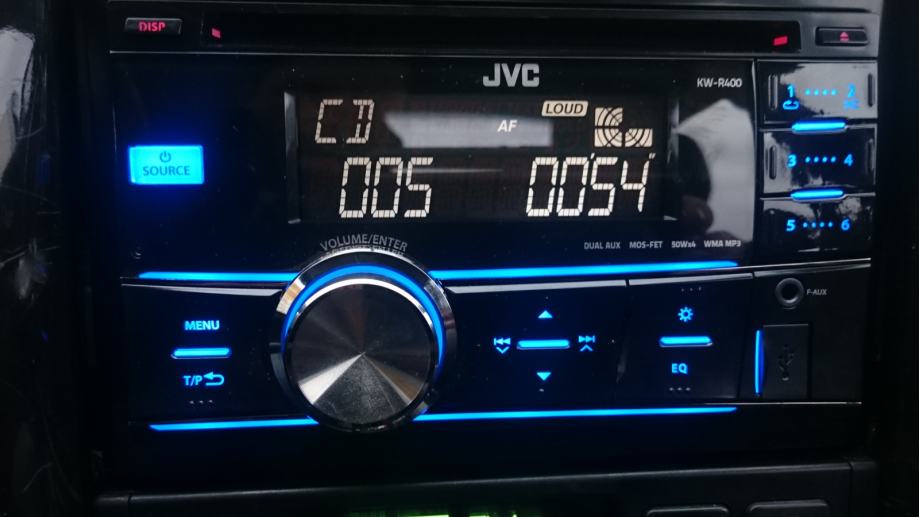 DISP
JVC
KW-R400
1 •••• 2
CD
AF
LOUD
SOURCE
3 •••• 4
005
00'54"
5 •••• 6
VOLUME/ENTER
DUAL AUX MOS-FET 50Wx4 WMA MP3
F-AUX
MENU
T/P
EQ